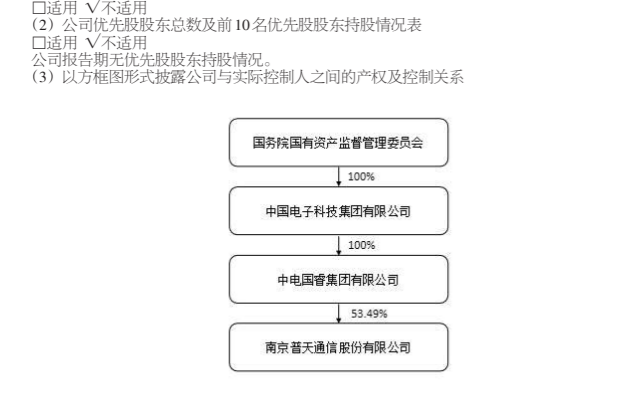 □适用 √不适用
（2）公司优先股股东总数及前10名优先股股东持股情况表
□适用 √不适用
公司报告期无优先股股东持股情况。
（3）以方框图形式披露公司与实际控制人之间的产权及控制关系
国务院国有资产监督管理委员会
100%
中国电子科技集团有限公司
100%
中电国睿集团有限公司
53.49%
南京普天通信股份有限公司